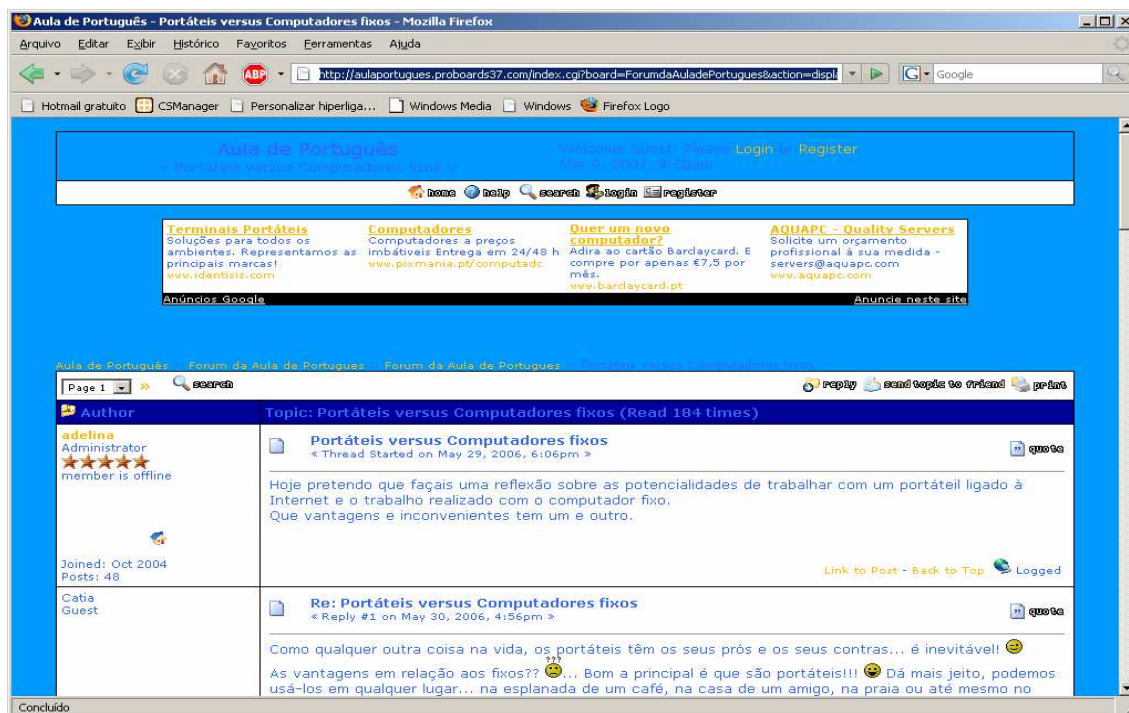 Aula de Português - Portáteis versus Computadores fixos - Mozilla Firefox
Arquivo Editar Exibir Histórico Favoritos Ferramentas Ajuda
ABP http://aulaportugues.proboards37.com/index.cgi?board=ForumdaAuladePortugues&action=displ G Google
Hotmail gratuito CSManager Personalizar hiperliga... Windows Media Windows Firefox Logo
Aula de Português Welcome Guest. Please Login or Register
« Portáteis versus Computadores fixos » Mar 9, 2007, 9:50am
home help search login register
Terminais Portáteis
Soluções para todos os
ambientes. Representamos as
principais marcas!
www.identisis.com
Computadores
Computadores a preços
imbátiveis Entrega em 24/48 h
www.pixmania.pt/computadc
Quer um novo
computador?
Adira ao cartão Barclaycard. E
compre por apenas €7,5 por
mês.
www.barclaycard.pt
AQUAPC - Quality Servers
Solicite um orçamento
profissional à sua medida -
servers@aquapc.com
www.aquapc.com
Anúncios Google Anuncie neste site
Aula de Português Forum da Aula de Portugues Forum da Aula de Portugues Portáteis versus Computadores fixos
Page 1 » search reply send topic to friend print
Author Topic: Portáteis versus Computadores fixos (Read 184 times)
adelina
Administrator
member is offline
Joined: Oct 2004
Posts: 48
Portáteis versus Computadores fixos
« Thread Started on May 29, 2006, 6:06pm »
quote
Hoje pretendo que façais uma reflexão sobre as potencialidades de trabalhar com um portáteil ligado à
Internet e o trabalho realizado com o computador fixo.
Que vantagens e inconvenientes tem um e outro.
Link to Post - Back to Top Logged
Catia
Guest
Re: Portáteis versus Computadores fixos
« Reply #1 on May 30, 2006, 4:56pm »
quote
Como qualquer outra coisa na vida, os portáteis têm os seus prós e os seus contras... é inevitável!
As vantagens em relação aos fixos?? ???... Bom a principal é que são portáteis!!! Dá mais jeito, podemos
usá-los em qualquer lugar... na esplanada de um café, na casa de um amigo, na praia ou até mesmo no
Concluído